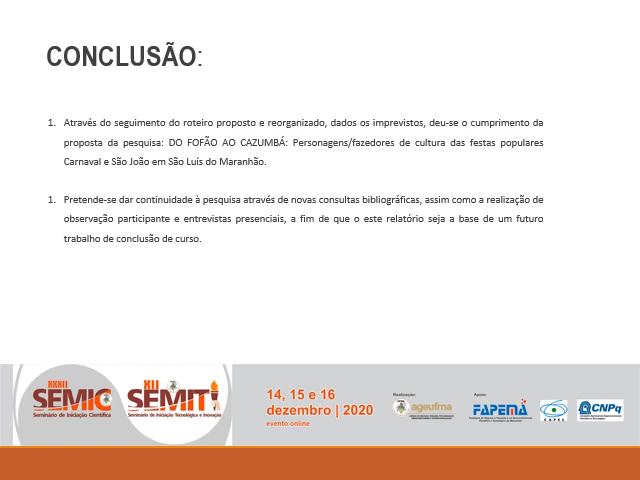 CONCLUSÃO:
1. Através do seguimento do roteiro proposto e reorganizado, dados os imprevistos, deu-se o cumprimento da
proposta da pesquisa: DO FOFÃO AO CAZUMBÁ: Personagens/fazedores de cultura das festas populares
Carnaval e São João em São Luís do Maranhão.
1. Pretende-se dar continuidade à pesquisa através de novas consultas bibliográficas, assim como a realização de
observação participante e entrevistas presenciais, a fim de que o este relatório seja a base de um futuro
trabalho de conclusão de curso.
XXXII
SEMIC
Seminário de Iniciação Científica
XII
SEMITI
Seminário de Iniciação Tecnológica e Inovação
14, 15 e 16
dezembro | 2020
evento online
Realização:
ageufma
Apoio:
FAPEMA
CAPES
CNPq